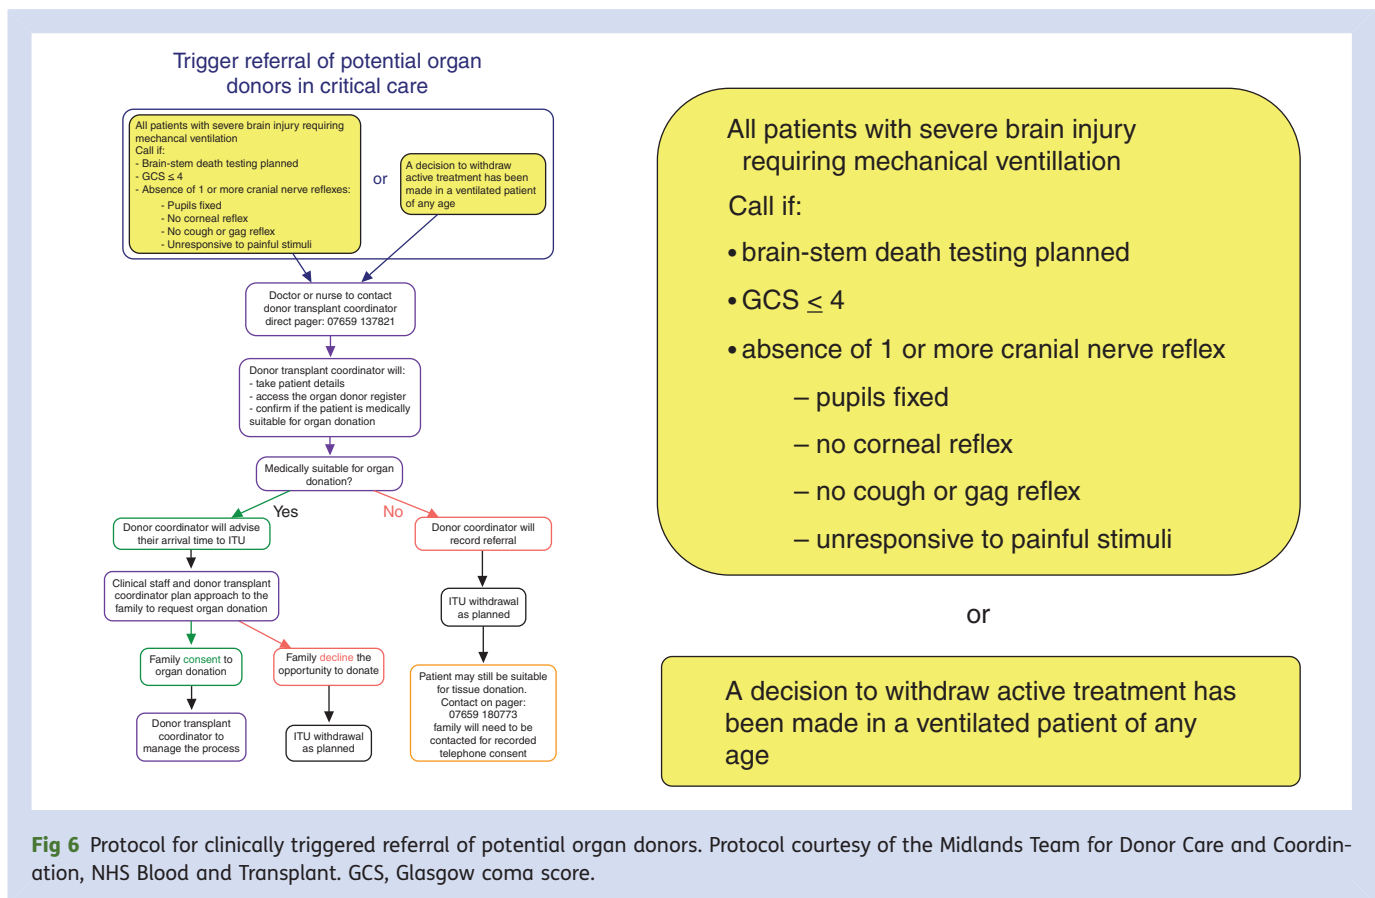 Trigger referral of potential organ
donors in critical care
All patients with severe brain injury requiring
mechancal ventilation
Call if:
- Brain-stem death testing planned
- GCS ≤ 4
- Absence of 1 or more cranial nerve reflexes:
- Pupils fixed
- No corneal reflex
- No cough or gag reflex
- Unresponsive to painful stimuli
or
A decision to withdraw
active treatment has been
made in a ventilated patient
of any age
Doctor or nurse to contact
donor transplant coordinator
direct pager: 07659 137821
Donor transplant coordinator will:
- take patient details
- access the organ donor register
- confirm if the patient is medically
suitable for organ donation
Medically suitable for organ
donation?
Yes
No
Donor coordinator will advise
their arrival time to ITU
Donor coordinator will
record referral
Clinical staff and donor transplant
coordinator plan approach to the
family to request organ donation
ITU withdrawal
as planned
Family consent to
organ donation
Family decline the
opportunity to donate
Patient may still be suitable
for tissue donation.
Contact on pager:
07659 180773
family will need to be
contacted for recorded
telephone consent
Donor transplant
coordinator to
manage the process
ITU withdrawal
as planned
All patients with severe brain injury
requiring mechanical ventillation
Call if:
• brain-stem death testing planned
• GCS ≤ 4
• absence of 1 or more cranial nerve reflex
– pupils fixed
– no corneal reflex
– no cough or gag reflex
– unresponsive to painful stimuli
or
A decision to withdraw active treatment has
been made in a ventilated patient of any
age
Fig 6 Protocol for clinically triggered referral of potential organ donors. Protocol courtesy of the Midlands Team for Donor Care and Coordin-
ation, NHS Blood and Transplant. GCS, Glasgow coma score.